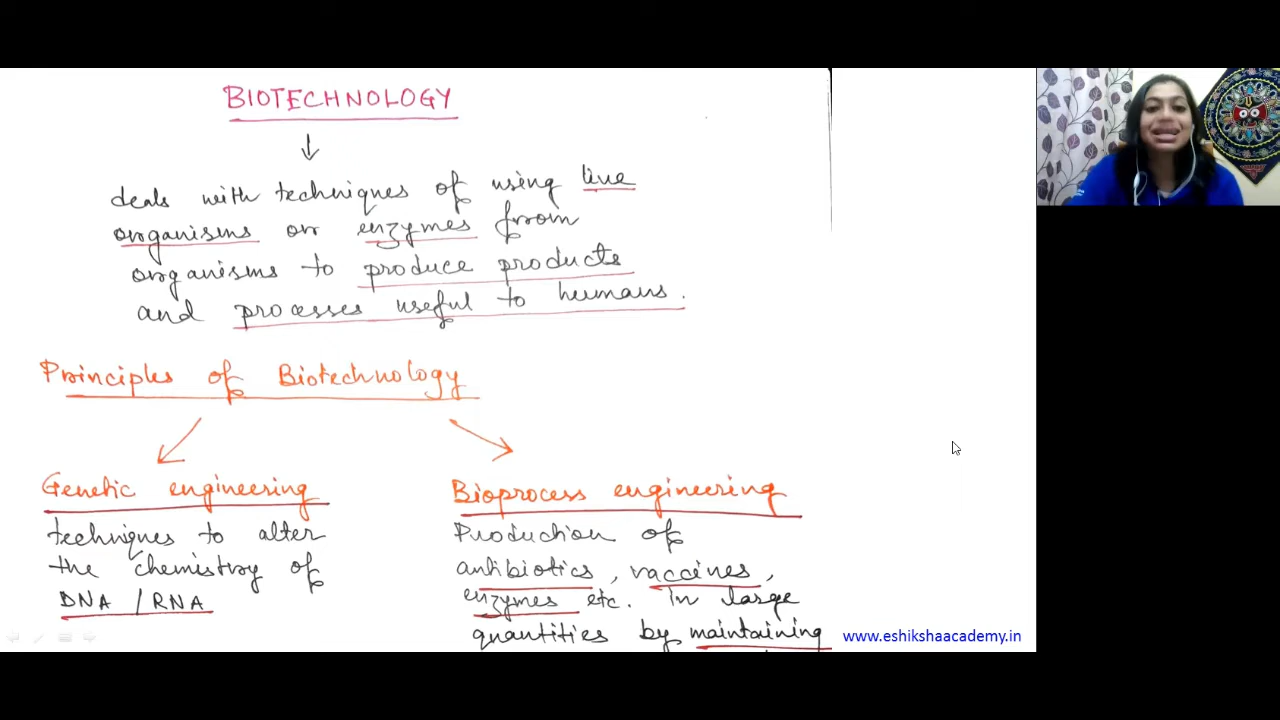 BIOTECHNOLOGY
deals with techniques of using live
organisms or enzymes from
organisms to produce products
and processes useful to humans.
Principles of Biotechnology
Genetic engineering
techniques to alter
the chemistry of
DNA / RNA
Bioprocess engineering
Production of
antibiotics, vaccines,
enzymes etc. In large
quantities by maintaining
www.eshikshaacademy.in